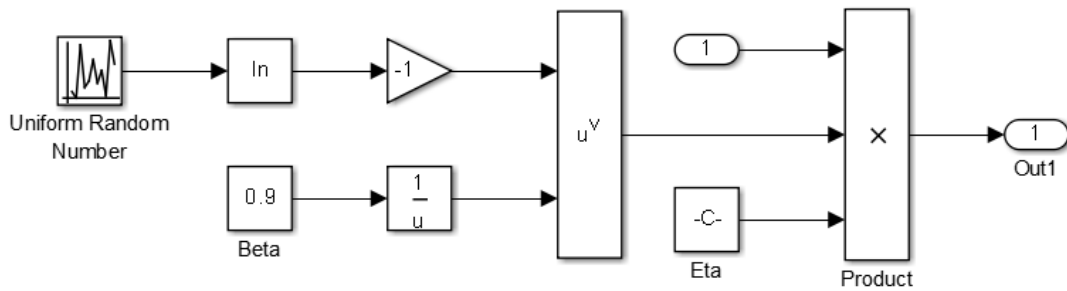 Uniform Random
Number
ln
-1
0.9
Beta
1
u
u^v
1
-C-
Eta
×
Product
1
Out1